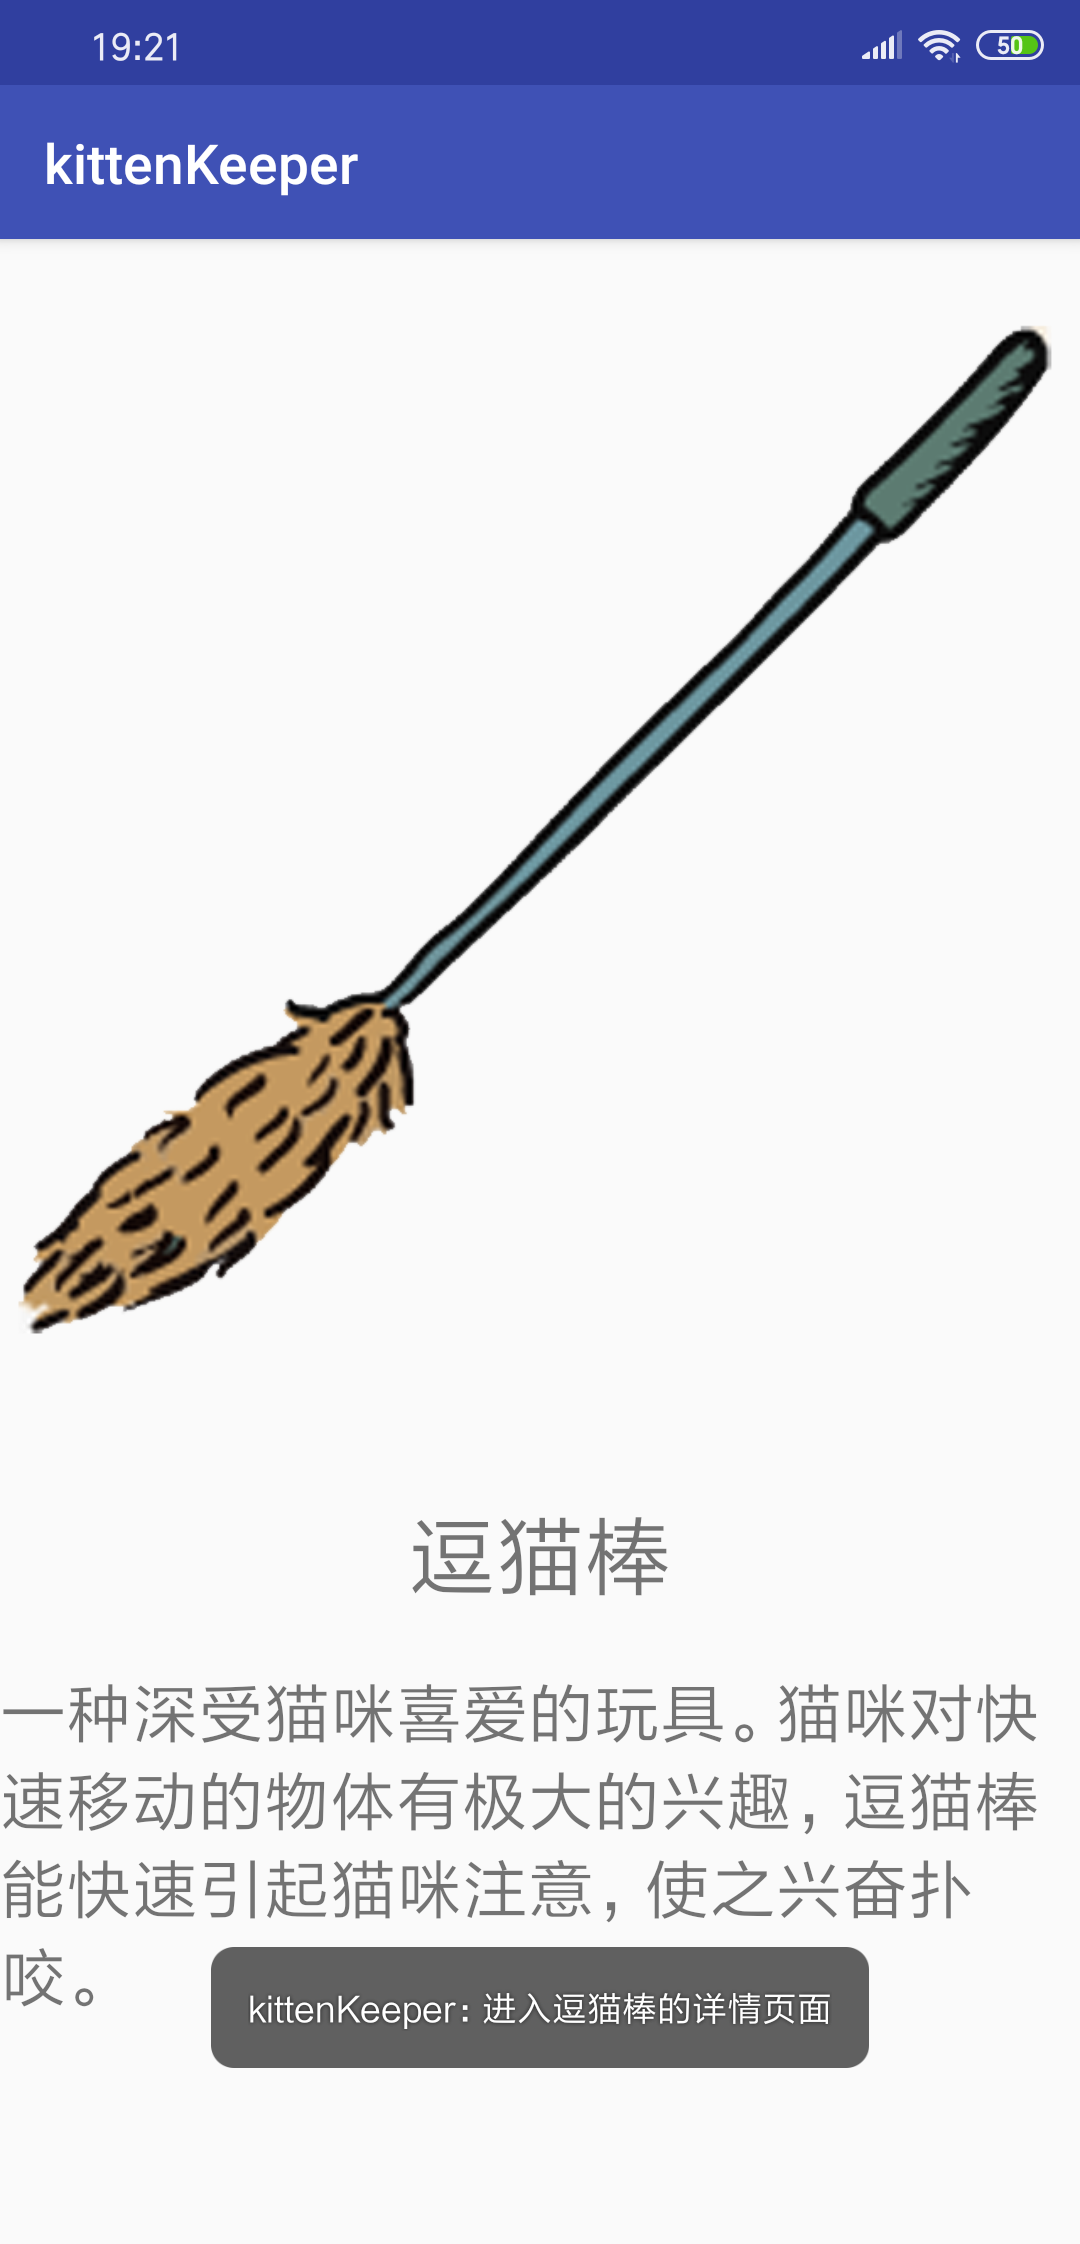 19:21
50
kittenKeeper
逗猫棒
一种深受猫咪喜爱的玩具。猫咪对快
速移动的物体有极大的兴趣，逗猫棒
能快速引起猫咪注意，使之兴奋扑
咬。
kittenKeeper：进入逗猫棒的详情页面